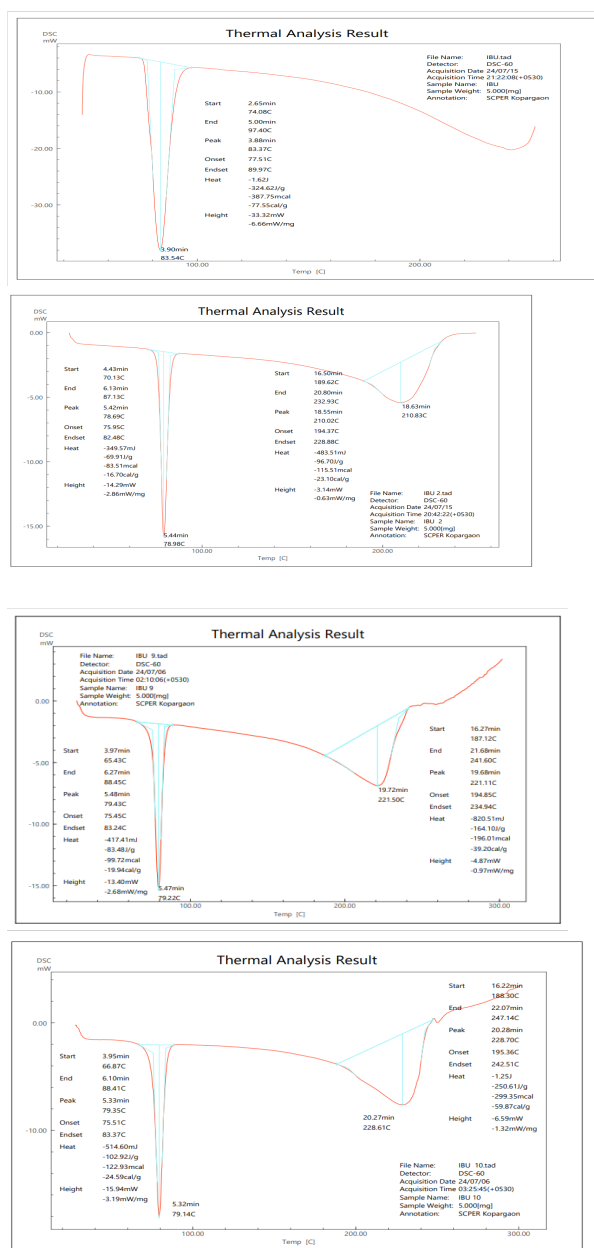 Thermal Analysis Result
DSC
mW
File Name: IBU.tad
Detector: DSC-60
Acquisition Date 24/07/15
Acquisition Time 21:22:08(+0530)
Sample Name: IBU
Sample Weight: 5.000[mg]
Annotation: SCPER Kopargaon
-10.00
-20.00
-30.00
Start 2.65min
74.08C
End 5.00min
97.40C
Peak 3.88min
83.37C
Onset 77.51C
Endset 89.97C
Heat -1.62J
-324.62J/g
-387.75mcal
-77.55cal/g
Height -33.32mW
-6.66mW/mg
3.90min
83.54C
100.00
200.00
Temp [C]
Thermal Analysis Result
DSC
mW
0.00
-5.00
-10.00
-15.00
Start 4.43min
70.13C
End 6.13min
87.13C
Peak 5.42min
78.69C
Onset 75.95C
Endset 82.48C
Heat -349.57mJ
-69.91J/g
-83.51mcal
-16.70cal/g
Height -14.29mW
-2.86mW/mg
5.44min
78.98C
Start 16.50min
189.62C
End 20.80min
232.93C
Peak 18.55min
210.02C
Onset 194.37C
Endset 228.88C
Heat -483.51mJ
-96.70J/g
-115.51mcal
-23.10cal/g
Height -3.14mW
-0.63mW/mg
18.63min
210.83C
File Name: IBU 2.tad
Detector: DSC-60
Acquisition Date 24/07/15
Acquisition Time 20:42:22(+0530)
Sample Name: IBU 2
Sample Weight: 5.000[mg]
Annotation: SCPER Kopargaon
100.00
200.00
Temp [C]
Thermal Analysis Result
DSC
mW
File Name: IBU 9.tad
Detector: DSC-60
Acquisition Date 24/07/06
Acquisition Time 02:10:06(+0530)
Sample Name: IBU 9
Sample Weight: 5.000[mg]
Annotation: SCPER Kopargaon
0.00
-5.00
-10.00
-15.00
Start 3.97min
65.43C
End 6.27min
88.45C
Peak 5.48min
79.43C
Onset 75.45C
Endset 83.24C
Heat -417.41mJ
-83.48J/g
-99.72mcal
-19.94cal/g
Height -13.40mW
-2.68mW/mg
5.47min
79.22C
19.72min
221.50C
Start 16.27min
187.12C
End 21.68min
241.60C
Peak 19.68min
221.11C
Onset 194.85C
Endset 234.94C
Heat -820.51mJ
-164.10J/g
-196.01mcal
-39.20cal/g
Height -4.87mW
-0.97mW/mg
100.00
200.00
300.00
Temp [C]
Thermal Analysis Result
DSC
mW
0.00
-10.00
Start 3.95min
66.87C
End 6.10min
88.41C
Peak 5.33min
79.35C
Onset 75.51C
Endset 83.37C
Heat -514.60mJ
-102.92J/g
-122.93mcal
-24.59cal/g
Height -15.94mW
-3.19mW/mg
5.32min
79.14C
20.27min
228.61C
Start 16.22min
188.30C
End 22.07min
247.14C
Peak 20.28min
228.70C
Onset 195.36C
Endset 242.51C
Heat -1.25J
-250.61J/g
-299.35mcal
-59.87cal/g
Height -6.59mW
-1.32mW/mg
File Name: IBU 10.tad
Detector: DSC-60
Acquisition Date 24/07/06
Acquisition Time 03:25:45(+0530)
Sample Name: IBU 10
Sample Weight: 5.000[mg]
Annotation: SCPER Kopargaon
100.00
200.00
300.00
Temp [C]